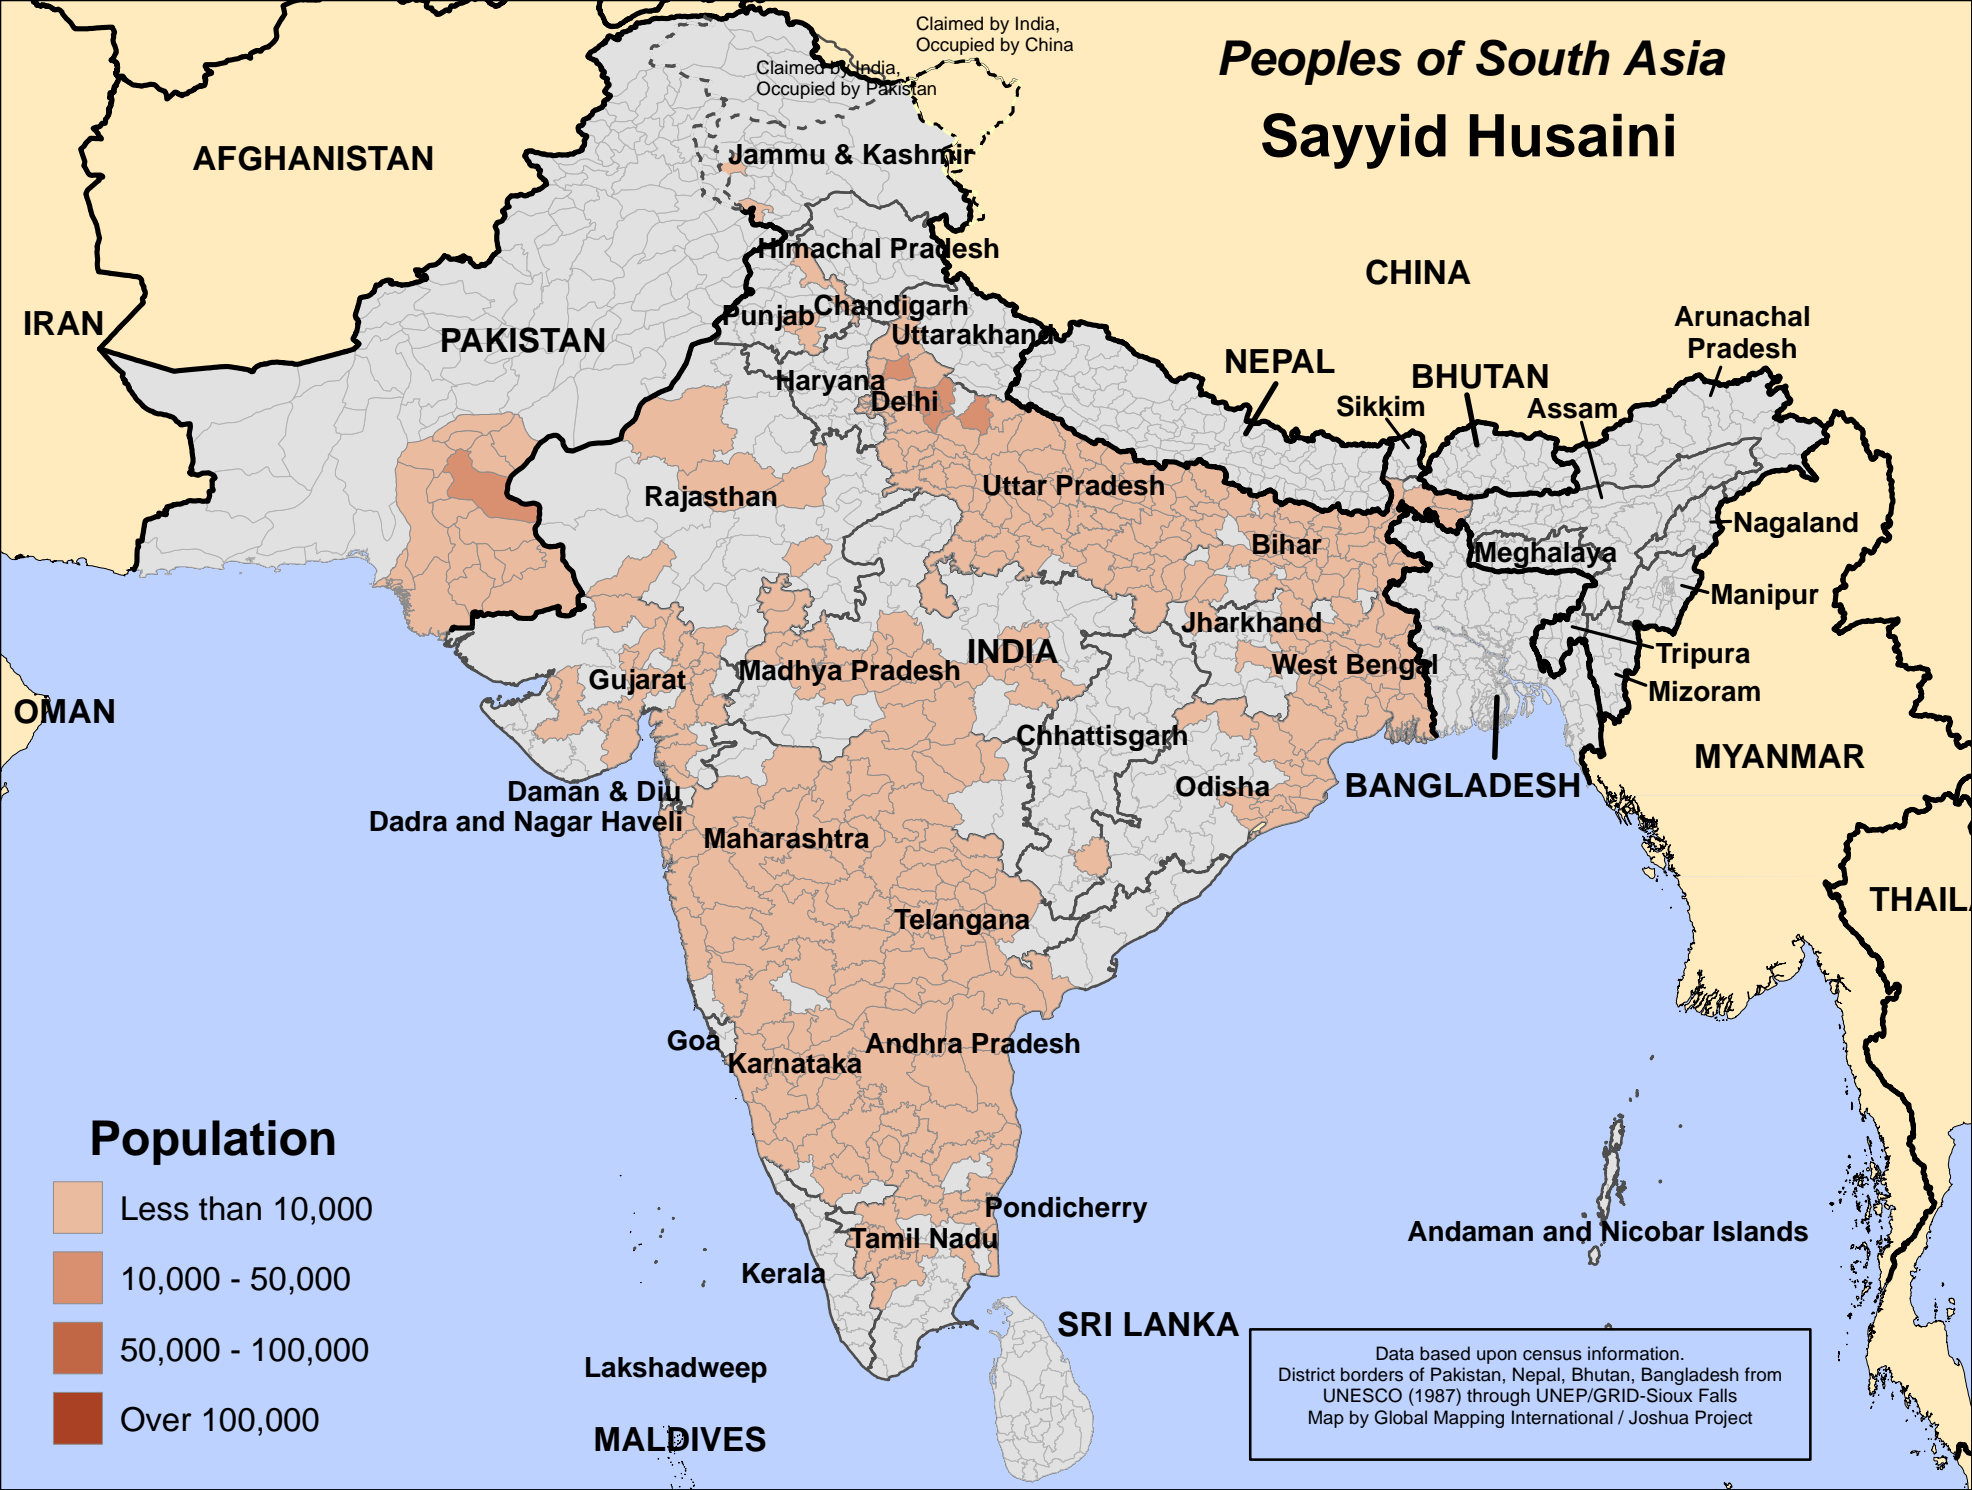 Claimed by India,
Occupied by China
Peoples of South Asia
Sayyid Husaini
Claimed by India,
Occupied by Pakistan
AFGHANISTAN
Jammu & Kashmir
Himachal Pradesh
CHINA
IRAN
PAKISTAN
Punjab
Chandigarh
Uttarakhand
Arunachal
Pradesh
NEPAL
BHUTAN
Haryana
Delhi
Sikkim
Assam
Rajasthan
Uttar Pradesh
Nagaland
Bihar
Meghalaya
Manipur
Jharkhand
INDIA
Tripura
Madhya Pradesh
West Bengal
Gujarat
Mizoram
OMAN
Chhattisgarh
MYANMAR
Odisha
BANGLADESH
Daman & Diu
Dadra and Nagar Haveli
Maharashtra
THAILA
Telangana
Goa
Andhra Pradesh
Karnataka
Population
Less than 10,000
10,000 - 50,000
50,000 - 100,000
Over 100,000
Pondicherry
Tamil Nadu
Andaman and Nicobar Islands
Kerala
SRI LANKA
Lakshadweep
MALDIVES
Data based upon census information.
District borders of Pakistan, Nepal, Bhutan, Bangladesh from
UNESCO (1987) through UNEP/GRID-Sioux Falls
Map by Global Mapping International / Joshua Project